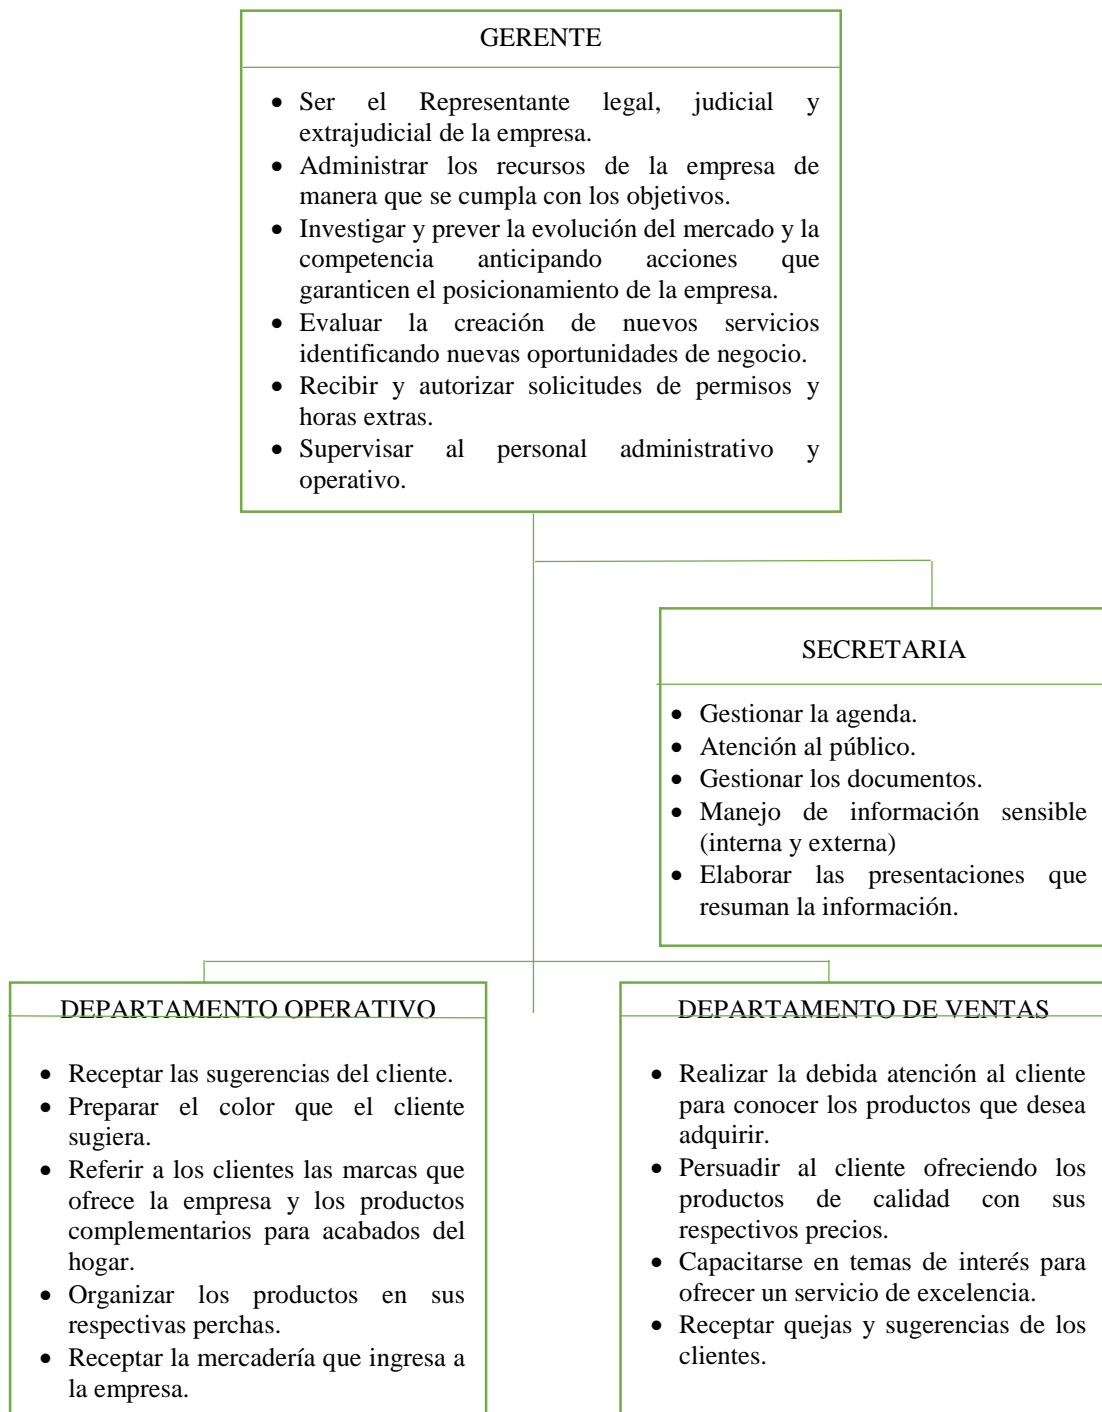 GERENTE
• Ser el Representante legal, judicial y
extrajudicial de la empresa.
• Administrar los recursos de la empresa de
manera que se cumpla con los objetivos.
• Investigar y prever la evolución del mercado y la
competencia anticipando acciones que
garanticen el posicionamiento de la empresa.
• Evaluar la creación de nuevos servicios
identificando nuevas oportunidades de negocio.
• Recibir y autorizar solicitudes de permisos y
horas extras.
• Supervisar al personal administrativo y
operativo.
SECRETARIA
• Gestionar la agenda.
• Atención al público.
• Gestionar los documentos.
• Manejo de información sensible
(interna y externa)
• Elaborar las presentaciones que
resuman la información.
DEPARTAMENTO OPERATIVO
• Receptar las sugerencias del cliente.
• Preparar el color que el cliente
sugiera.
• Referir a los clientes las marcas que
ofrece la empresa y los productos
complementarios para acabados del
hogar.
• Organizar los productos en sus
respectivas perchas.
• Receptar la mercadería que ingresa a
la empresa.
DEPARTAMENTO DE VENTAS
• Realizar la debida atención al cliente
para conocer los productos que desea
adquirir.
• Persuadir al cliente ofreciendo los
productos de calidad con sus
respectivos precios.
• Capacitarse en temas de interés para
ofrecer un servicio de excelencia.
• Receptar quejas y sugerencias de los
clientes.